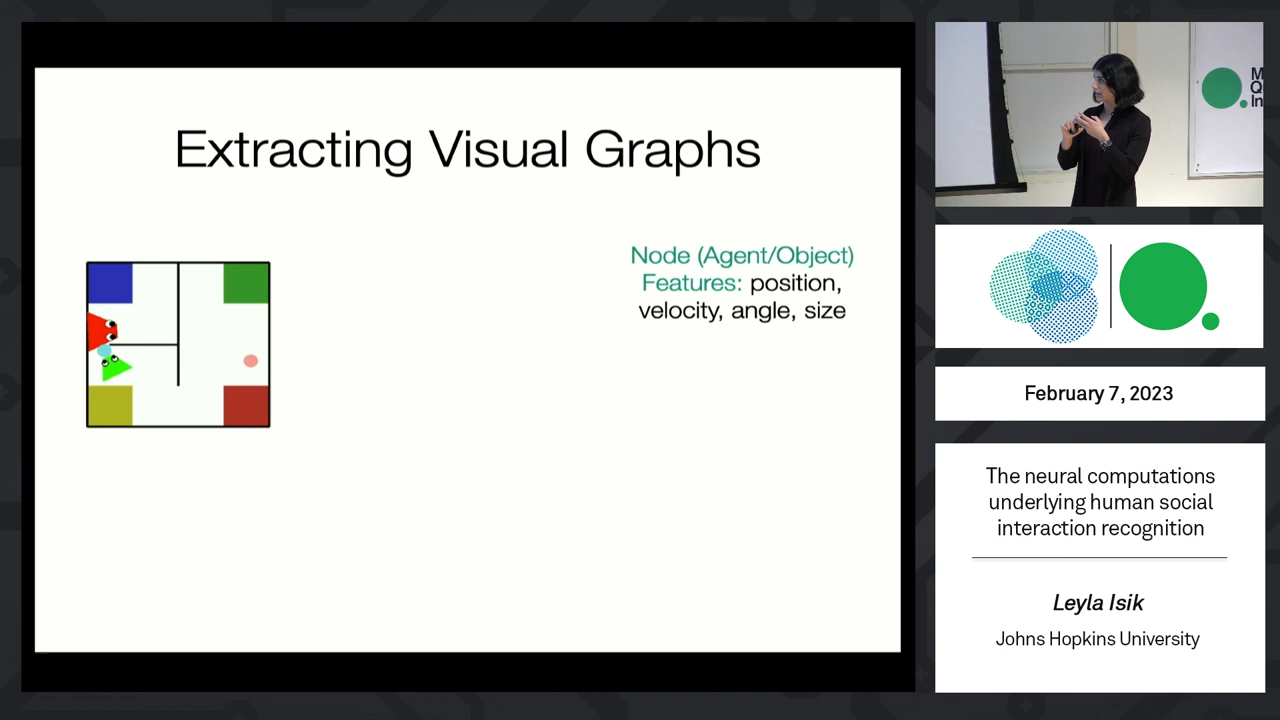 Extracting Visual Graphs
Node (Agent/Object)
Features: position,
velocity, angle, size
February 7, 2023
The neural computations
underlying human social
interaction recognition
Leyla Isik
Johns Hopkins University